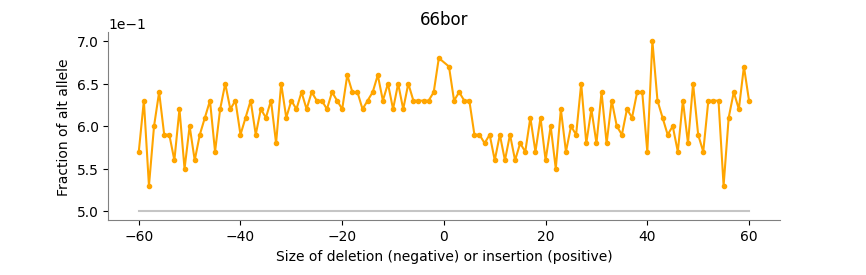 66bor
1e−1
7.0
6.5
6.0
5.5
5.0
Fraction of alt allele
−60 −40 −20 0 20 40 60
Size of deletion (negative) or insertion (positive)